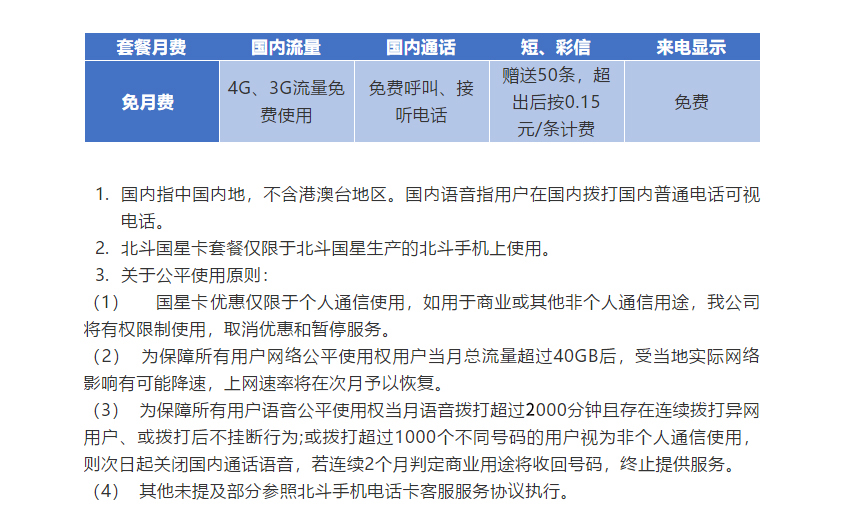 套餐月费 国内流量 国内通话 短、彩信 来电显示
免月费 4G、3G流量免费使用 免费呼叫、接听电话 赠送50条，超出后按0.15元/条计费 免费
1. 国内指中国内地，不含港澳台地区。国内语音指用户在国内拨打国内普通电话可视
电话。
2. 北斗国星卡套餐仅限于北斗国星生产的北斗手机上使用。
3. 关于公平使用原则：
（1） 国星卡优惠仅限于个人通信使用，如用于商业或其他非个人通信用途，我公司
将有权限制使用，取消优惠和暂停服务。
（2） 为保障所有用户网络公平使用权用户当月总流量超过40GB后，受当地实际网络
影响有可能降速，上网速率将在次月予以恢复。
（3） 为保障所有用户语音公平使用权当月语音拨打超过2000分钟且存在连续拨打异网
用户、或拨打后不挂断行为;或拨打超过1000个不同号码的用户视为非个人通信使用，
则次日起关闭国内通话语音，若连续2个月判定商业用途将收回号码，终止提供服务。
（4） 其他未提及部分参照北斗手机电话卡客服服务协议执行。